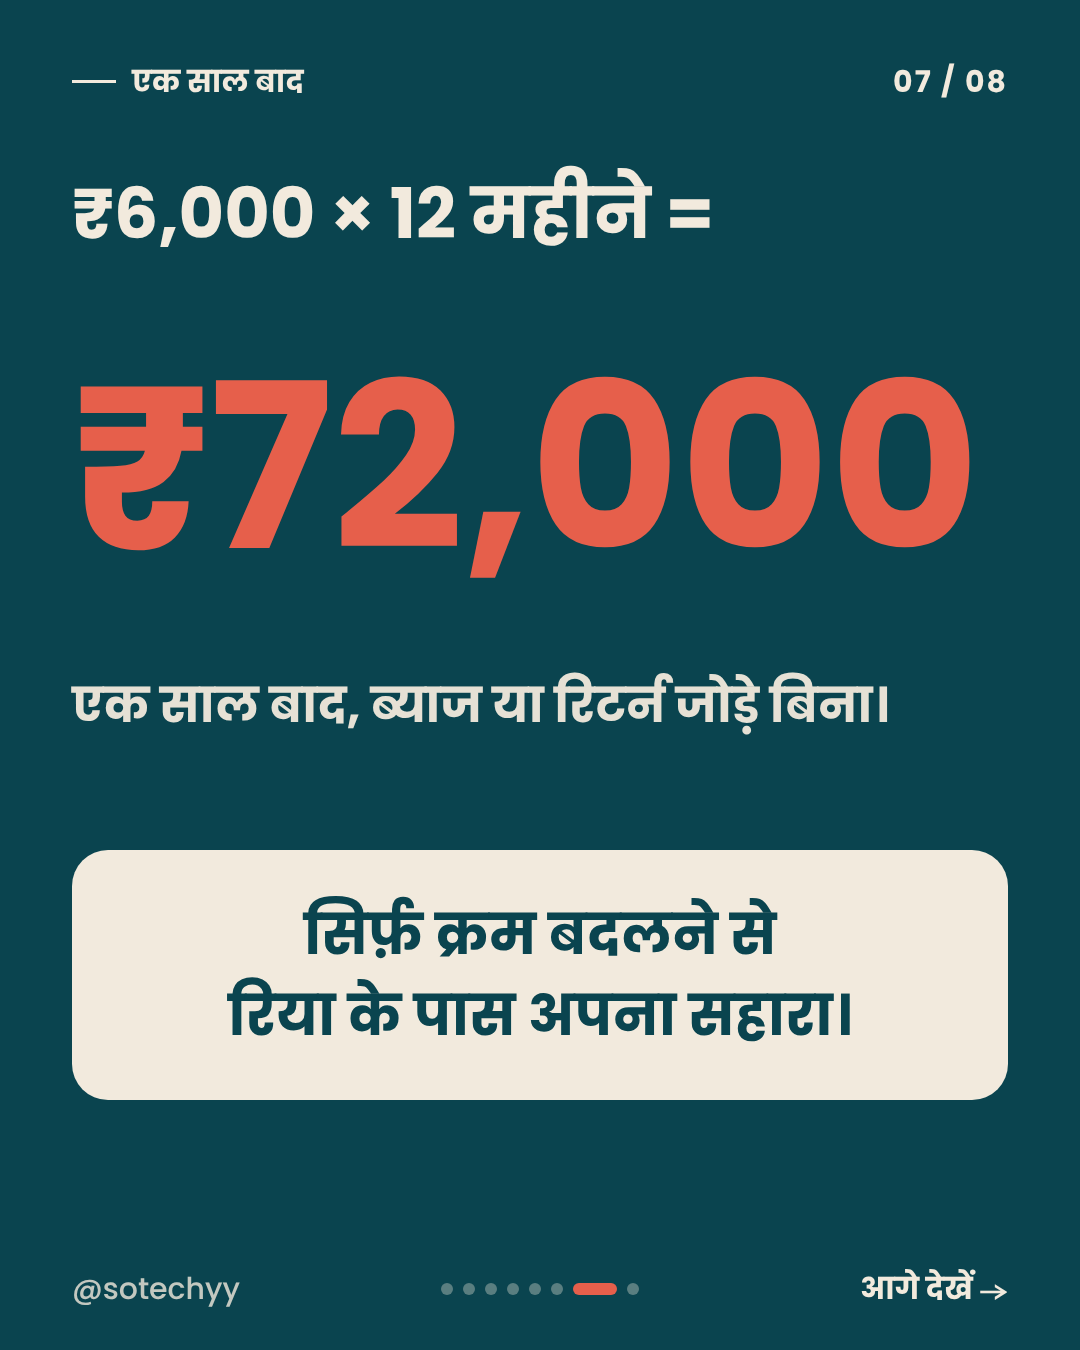 एक साल बाद
07 / 08
₹6,000 × 12 महीने =
₹72,000
एक साल बाद, ब्याज या रिटर्न जोड़े बिना।
सिर्फ़ क्रम बदलने से
रिया के पास अपना सहारा।
@sotechyy
आगे देखें →